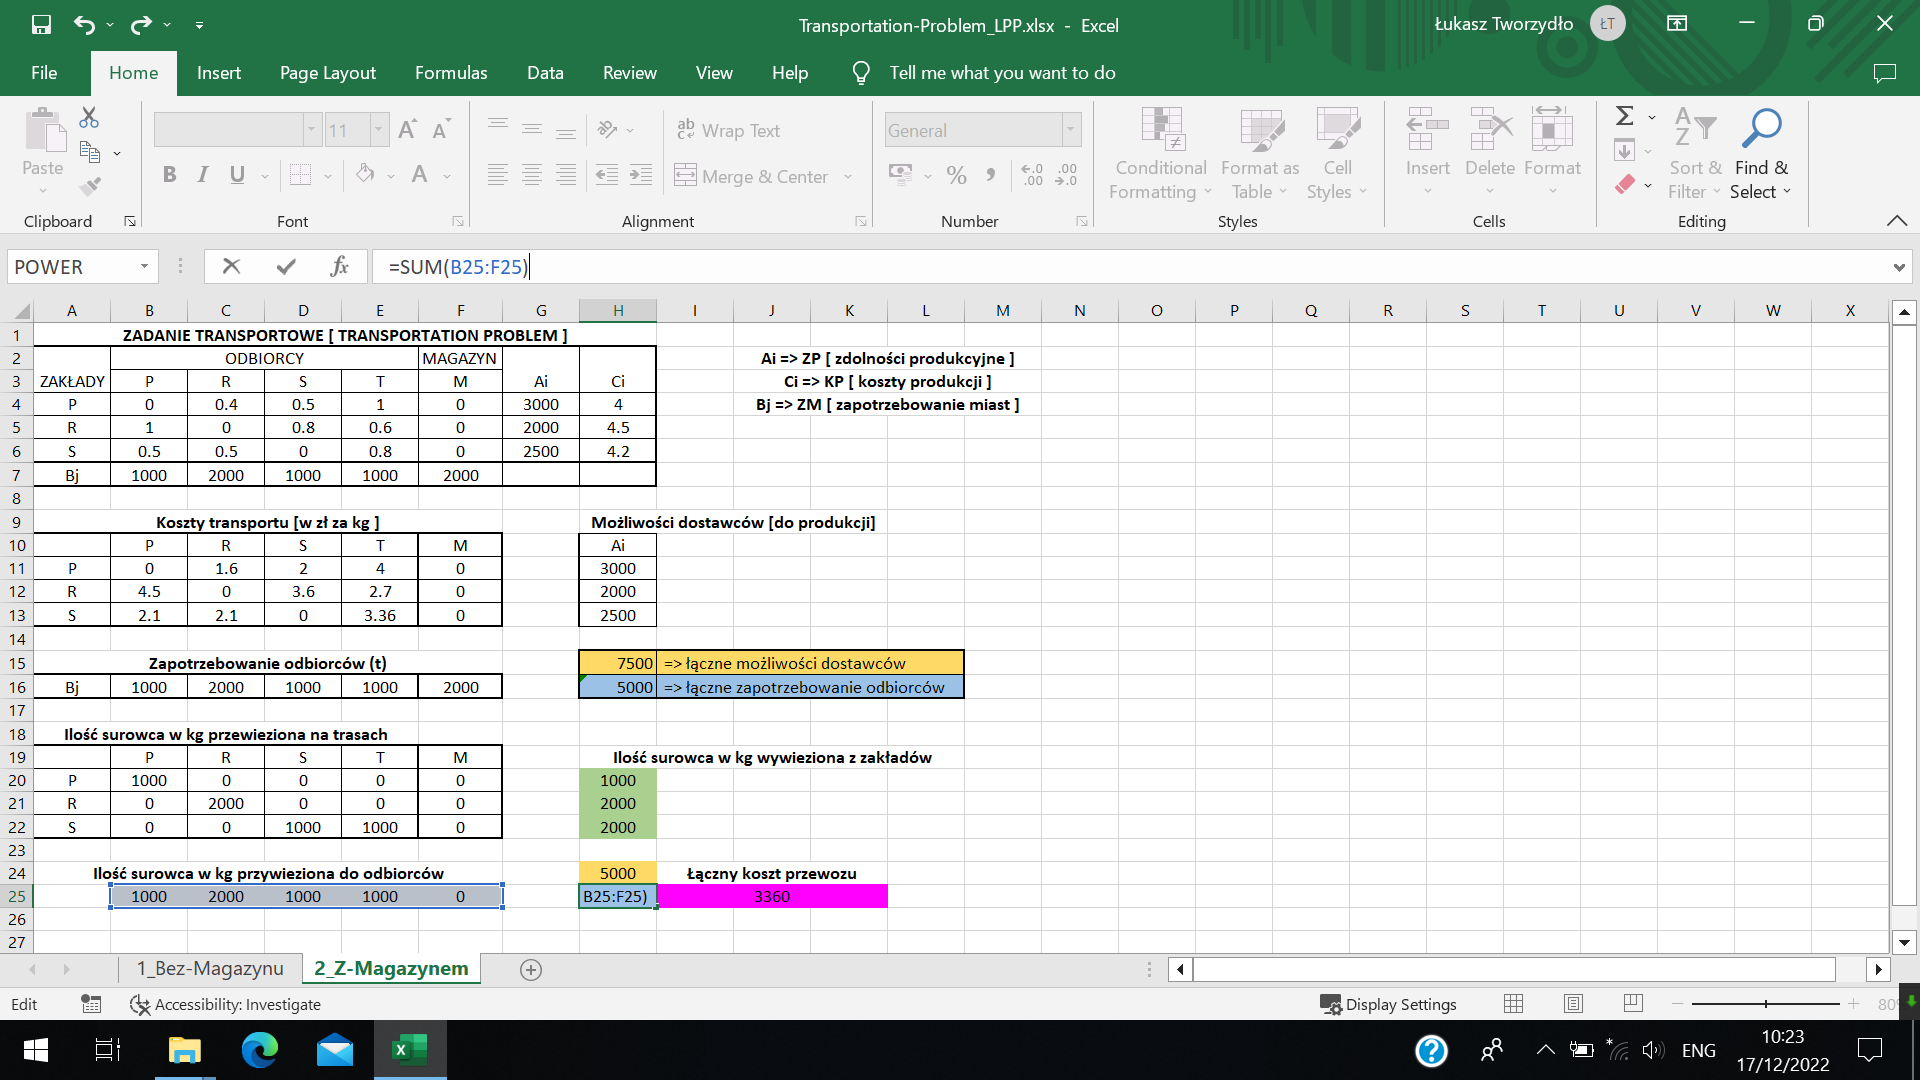 Transportation-Problem_LPP.xlsx - Excel
Łukasz Tworzydło ŁT
File Home Insert Page Layout Formulas Data Review View Help Tell me what you want to do
Paste
Clipboard
11 A A
B I U A
Font
ab Wrap Text
Merge & Center
Alignment
General
% , .00 .00
Number
Conditional Formatting
Format as Table
Cell Styles
Styles
Insert Delete Format
Cells
Sort & Filter
Find & Select
Editing
POWER fx =SUM(B25:F25)
A B C D E F G H I J K L M N O P Q R S T U V W X
1 ZADANIE TRANSPORTOWE [ TRANSPORTATION PROBLEM ]
2 ODBIORCY MAGAZYN Ai => ZP [ zdolności produkcyjne ]
3 ZAKŁADY P R S T M Ai Ci Ci => KP [ koszty produkcji ]
4 P 0 0.4 0.5 1 0 3000 4 Bj => ZM [ zapotrzebowanie miast ]
5 R 1 0 0.8 0.6 0 2000 4.5
6 S 0.5 0.5 0 0.8 0 2500 4.2
7 Bj 1000 2000 1000 1000 2000
8
9 Koszty transportu [w zł za kg ] Możliwości dostawców [do produkcji]
10 P R S T M Ai
11 P 0 1.6 2 4 0 3000
12 R 4.5 0 3.6 2.7 0 2000
13 S 2.1 2.1 0 3.36 0 2500
14
15 Zapotrzebowanie odbiorców (t) 7500 => łączne możliwości dostawców
16 Bj 1000 2000 1000 1000 2000 5000 => łączne zapotrzebowanie odbiorców
17
18 Ilość surowca w kg przewieziona na trasach
19 P R S T M Ilość surowca w kg wywieziona z zakładów
20 P 1000 0 0 0 0 1000
21 R 0 2000 0 0 0 2000
22 S 0 0 1000 1000 0 2000
23
24 Ilość surowca w kg przywieziona do odbiorców 5000 Łączny koszt przewozu
25 1000 2000 1000 1000 0 B25:F25) 3360
26
27
1_Bez-Magazynu 2_Z-Magazynem
Edit Accessibility: Investigate Display Settings
ENG 10:23
17/12/2022